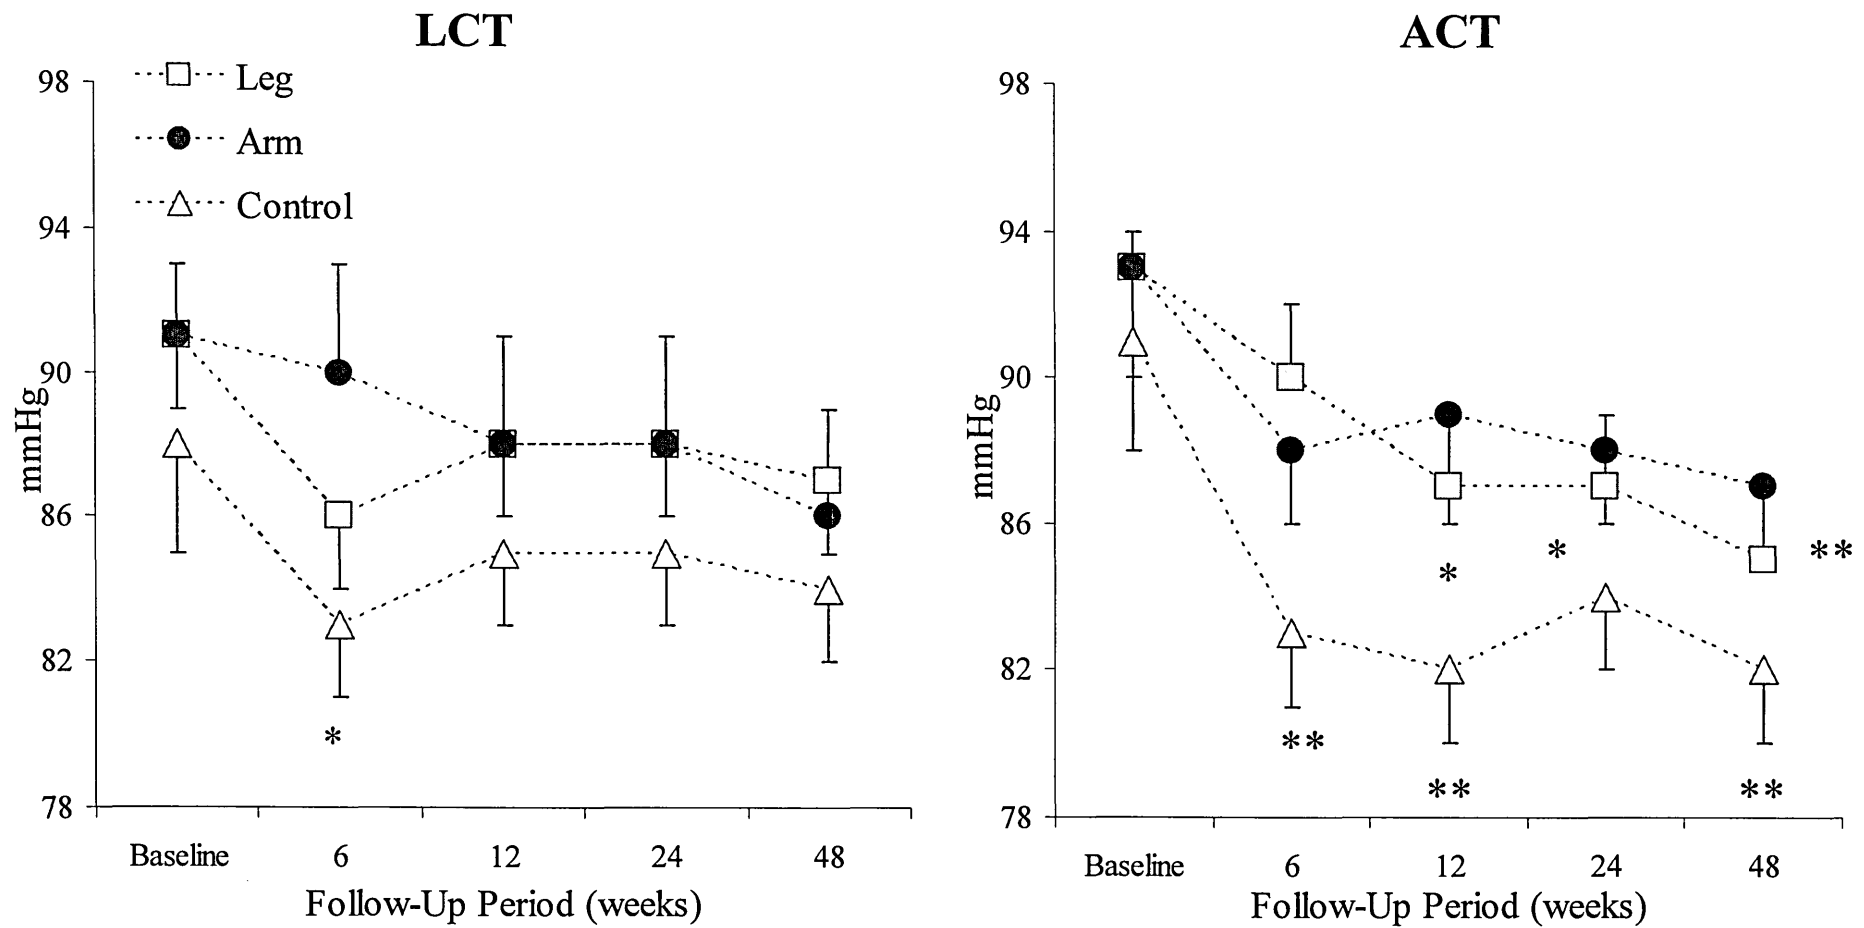 LCT
Leg
Arm
Control
98
94
90
86
82
78
mmHg
*
Baseline 6 12 24 48
Follow-Up Period (weeks)
ACT
98
94
90
86
82
78
mmHg
* * **
** ** **
Baseline 6 12 24 48
Follow-Up Period (weeks)